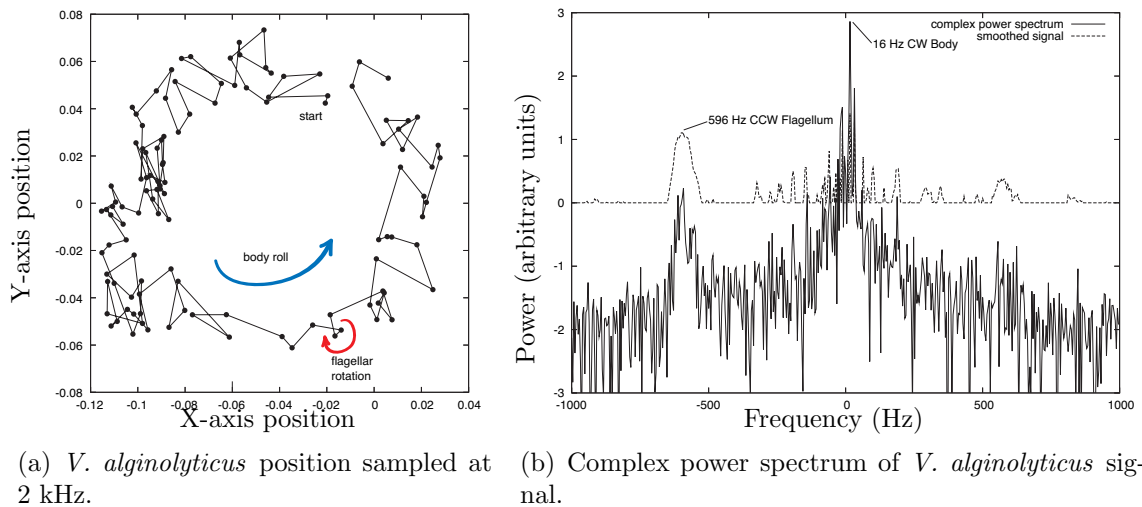 0.08
0.06
0.04
0.02
0
-0.02
-0.04
-0.06
-0.08
Y-axis position
start
body roll
flagellar
rotation
-0.12
-0.1
-0.08
-0.06
-0.04
-0.02
0
0.02
0.04
X-axis position
(a) V. alginolyticus position sampled at
2 kHz.
3
2
1
0
-1
-2
-3
Power (arbitrary units)
complex power spectrum
smoothed signal
16 Hz CW Body
596 Hz CCW Flagellum
-1000
-500
0
500
1000
Frequency (Hz)
(b) Complex power spectrum of V. alginolyticus sig-
nal.